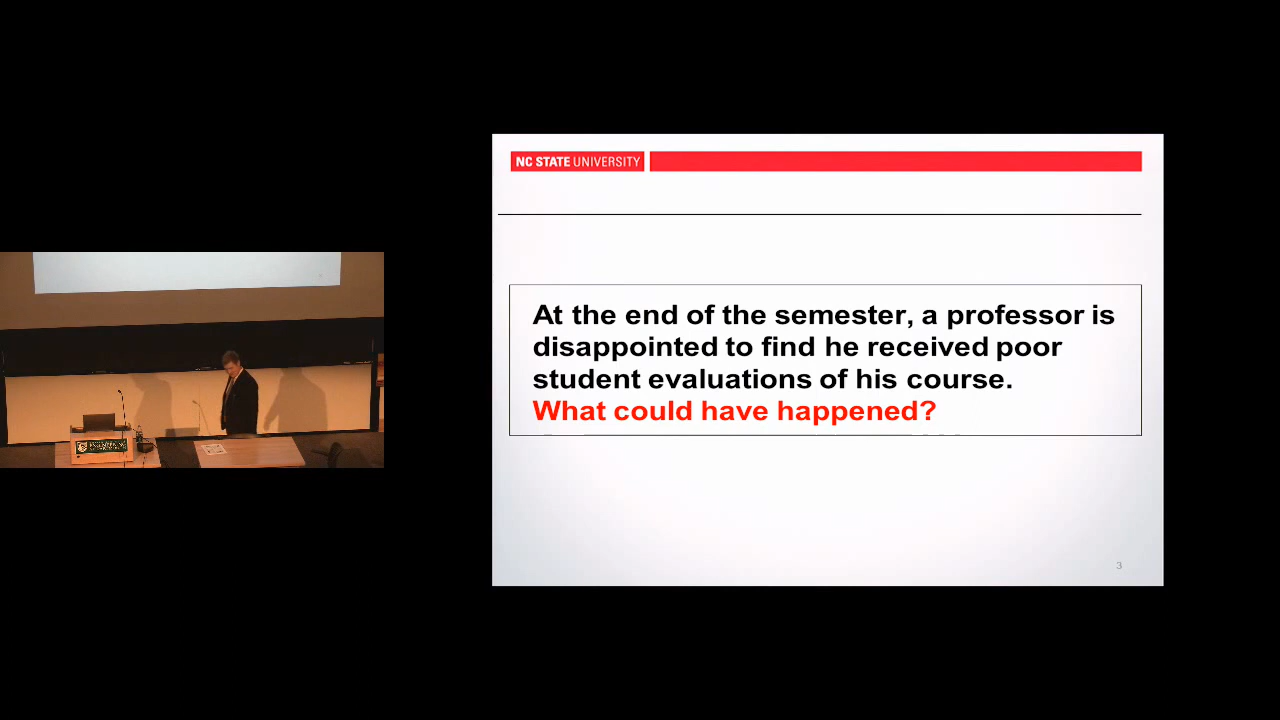 NC STATE UNIVERSITY
At the end of the semester, a professor is
disappointed to find he received poor
student evaluations of his course.
What could have happened?
3
ENGINEERING